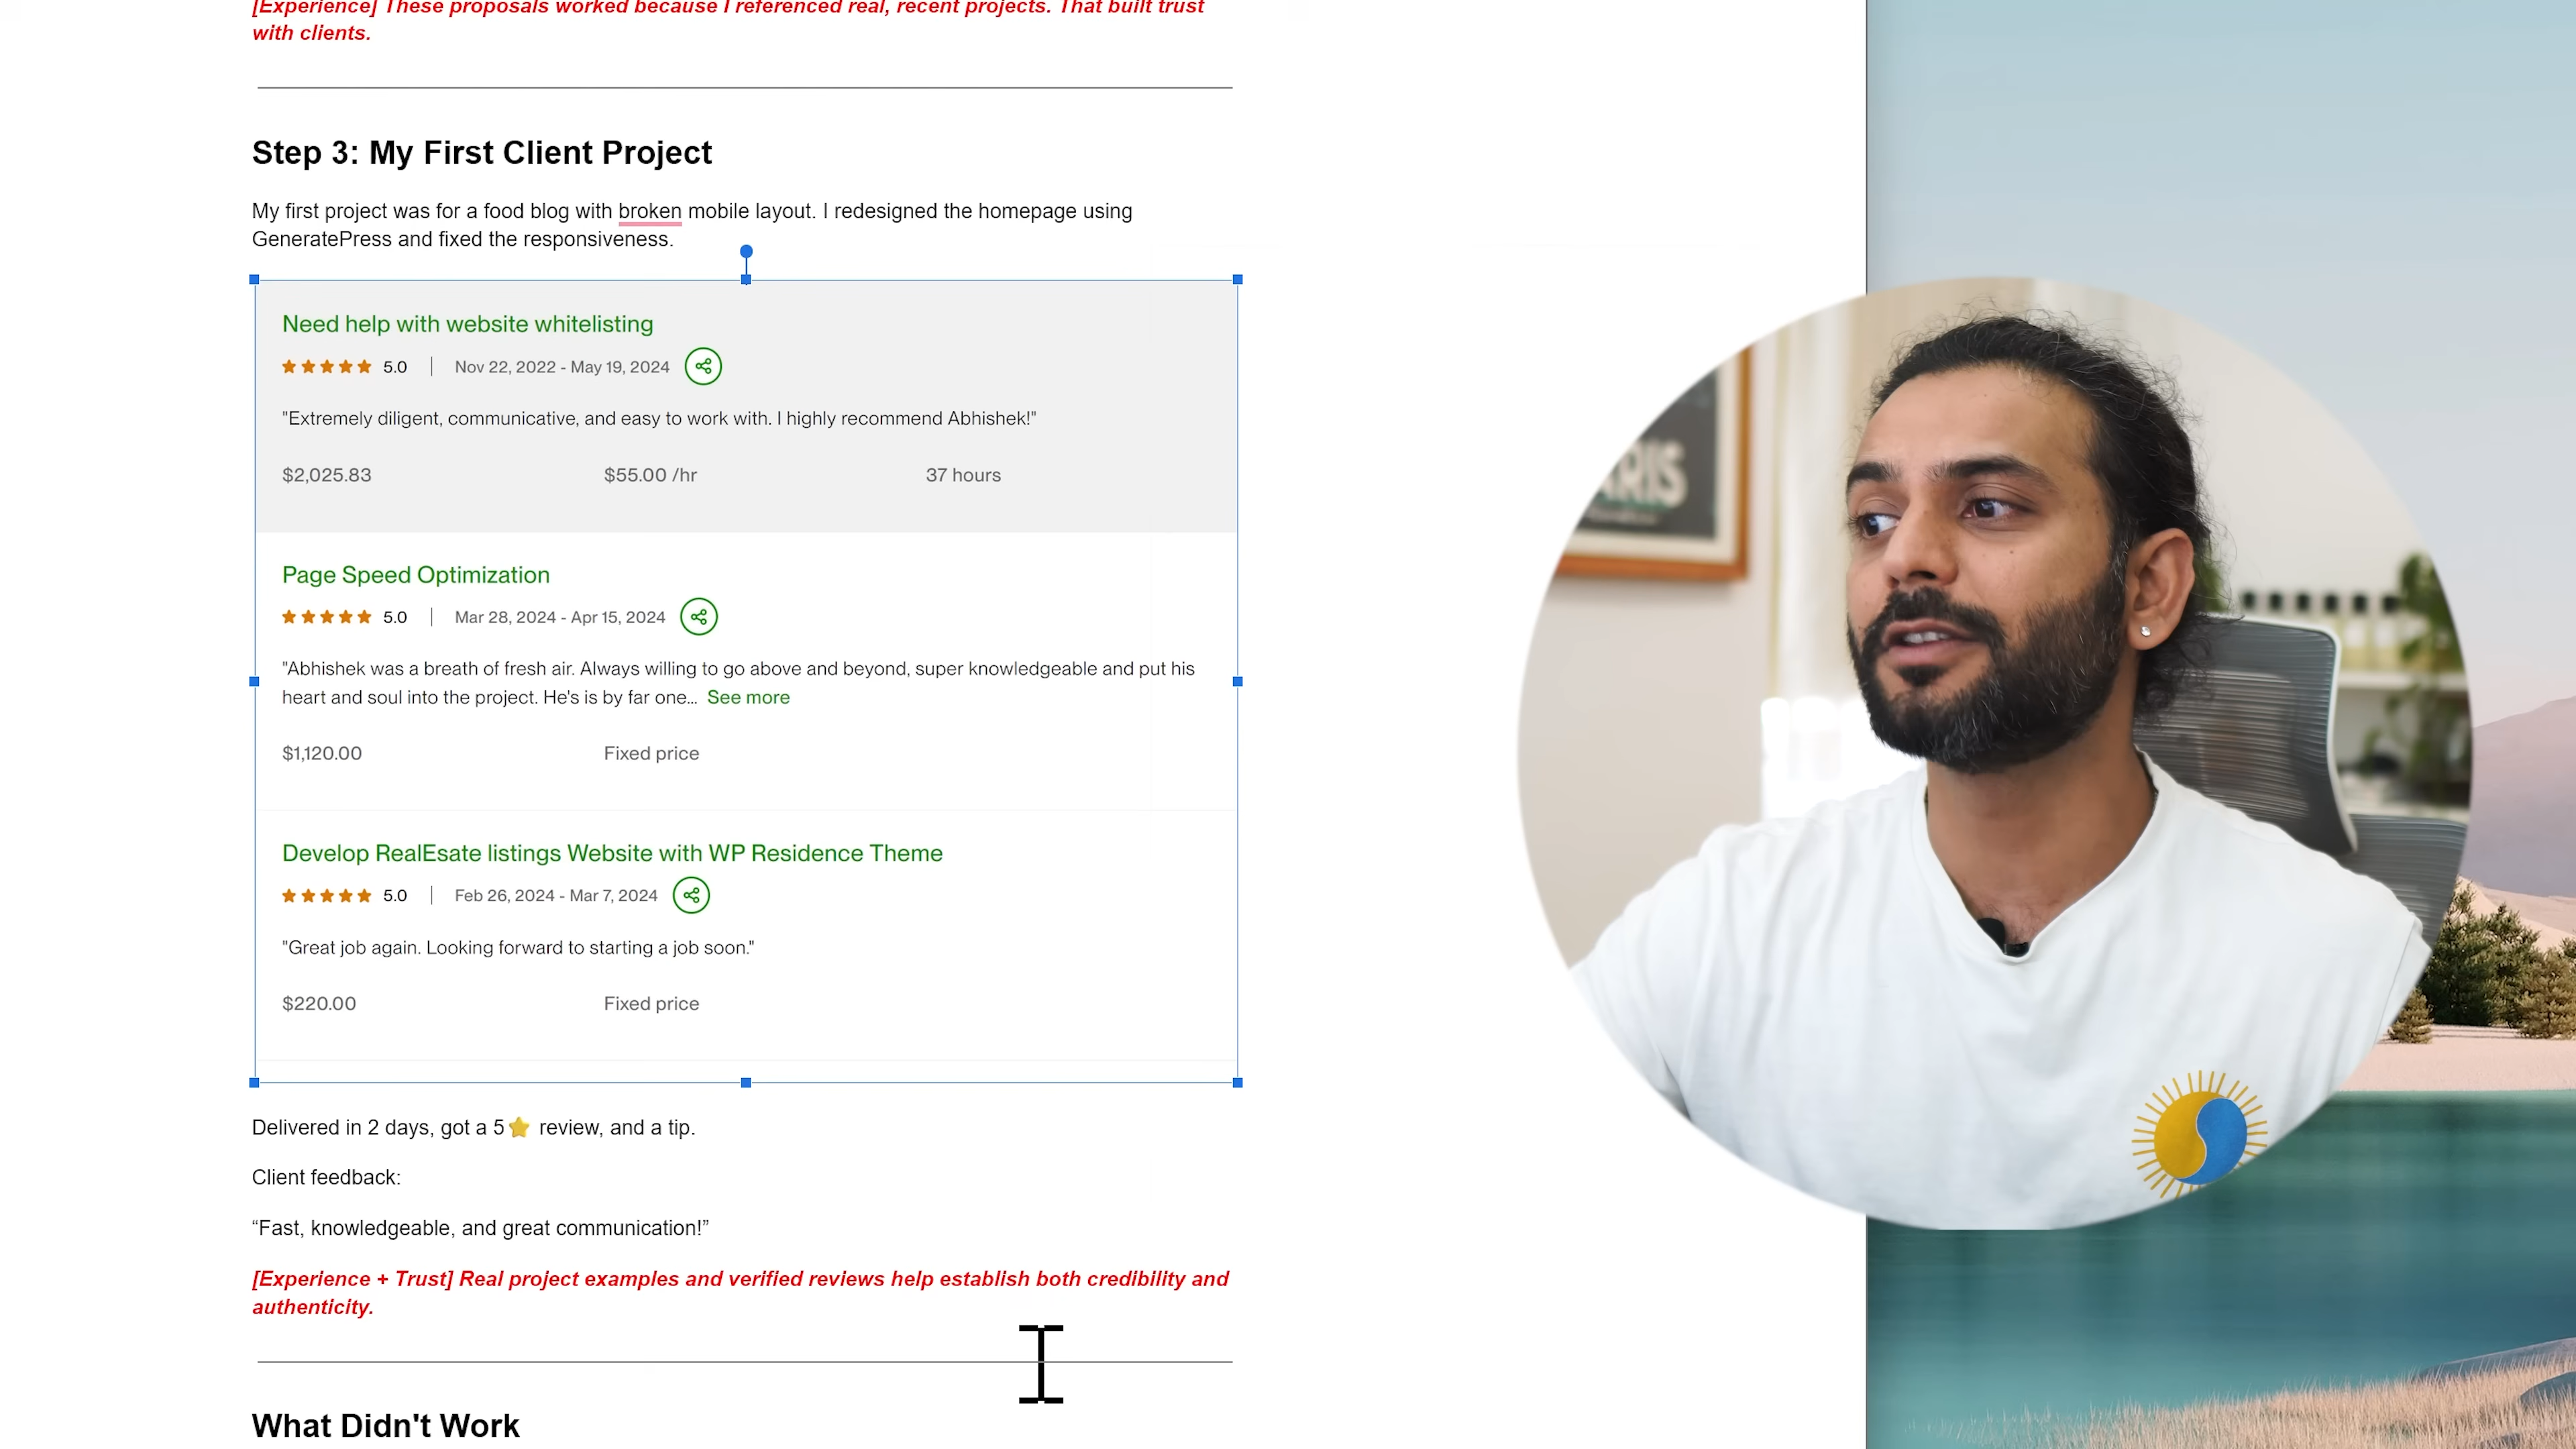 [Experience] These proposals worked because I referenced real, recent projects. That built trust
with clients.
Step 3: My First Client Project
My first project was for a food blog with broken mobile layout. I redesigned the homepage using
GeneratePress and fixed the responsiveness.
Need help with website whitelisting
5.0 | Nov 22, 2022 - May 19, 2024
"Extremely diligent, communicative, and easy to work with. I highly recommend Abhishek!"
$2,025.83 $55.00 /hr 37 hours
Page Speed Optimization
5.0 | Mar 28, 2024 - Apr 15, 2024
"Abhishek was a breath of fresh air. Always willing to go above and beyond, super knowledgeable and put his
heart and soul into the project. He's is by far one... See more
$1,120.00 Fixed price
Develop RealEsate listings Website with WP Residence Theme
5.0 | Feb 26, 2024 - Mar 7, 2024
"Great job again. Looking forward to starting a job soon."
$220.00 Fixed price
Delivered in 2 days, got a 5⭐ review, and a tip.
Client feedback:
“Fast, knowledgeable, and great communication!”
[Experience + Trust] Real project examples and verified reviews help establish both credibility and
authenticity.
What Didn't Work